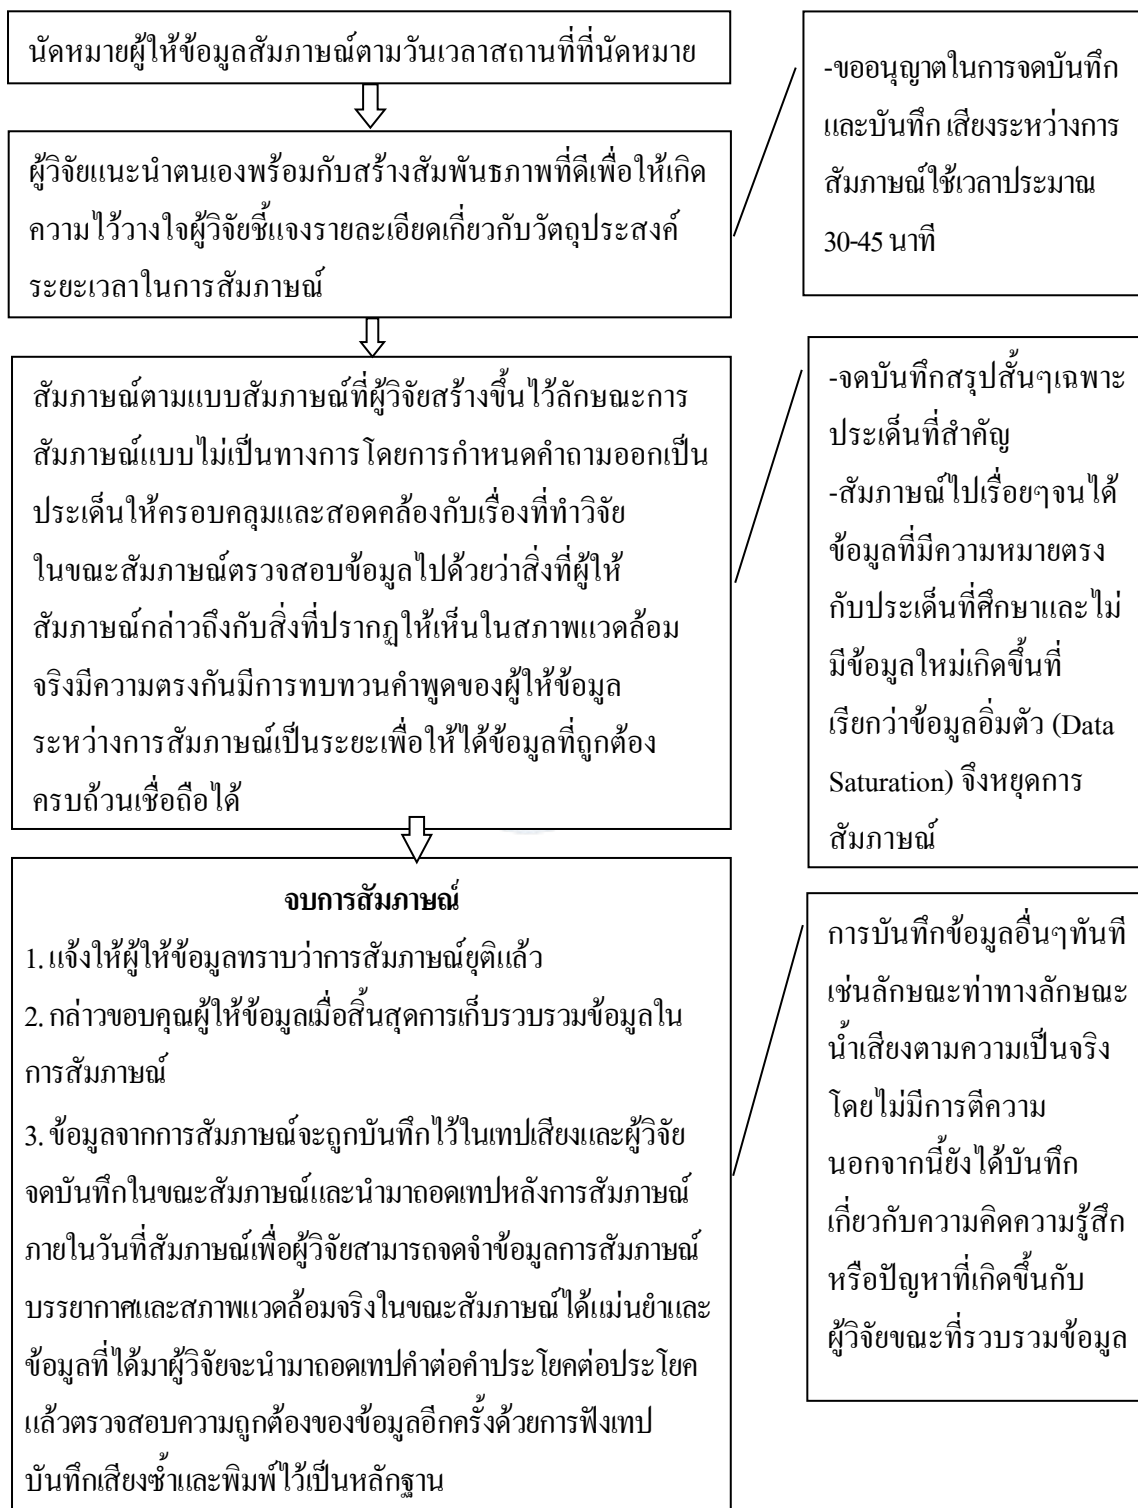 นัดหมายผู้ให้ข้อมูลสัมภาษณ์ตามวันเวลาสถานที่ที่นัดหมาย
ผู้วิจัยแนะนำตนเองพร้อมกับสร้างสัมพันธภาพที่ดีเพื่อให้เกิด
ความไว้วางใจผู้วิจัยชี้แจงรายละเอียดเกี่ยวกับวัตถุประสงค์
ระยะเวลาในการสัมภาษณ์
-ขออนุญาตในการจดบันทึก
และบันทึก เสียงระหว่างการ
สัมภาษณ์ใช้เวลาประมาณ
30-45 นาที
สัมภาษณ์ตามแบบสัมภาษณ์ที่ผู้วิจัยสร้างขึ้นไว้ลักษณะการ
สัมภาษณ์แบบไม่เป็นทางการโดยการกำหนดคำถามออกเป็น
ประเด็นให้ครอบคลุมและสอดคล้องกับเรื่องที่ทำวิจัย
ในขณะสัมภาษณ์ตรวจสอบข้อมูลไปด้วยว่าสิ่งที่ผู้ให้
สัมภาษณ์กล่าวถึงกับสิ่งที่ปรากฏให้เห็นในสภาพแวดล้อม
จริงมีความตรงกันมีการทบทวนคำพูดของผู้ให้ข้อมูล
ระหว่างการสัมภาษณ์เป็นระยะเพื่อให้ได้ข้อมูลที่ถูกต้อง
ครบถ้วนเชื่อถือได้
-จดบันทึกสรุปสั้นๆเฉพาะ
ประเด็นที่สำคัญ
-สัมภาษณ์ไปเรื่อยๆจนได้
ข้อมูลที่มีความหมายตรง
กับประเด็นที่ศึกษาและไม่
มีข้อมูลใหม่เกิดขึ้นที่
เรียกว่าข้อมูลอิ่มตัว (Data
Saturation) จึงหยุดการ
สัมภาษณ์
จบการสัมภาษณ์
1. แจ้งให้ผู้ให้ข้อมูลทราบว่าการสัมภาษณ์ยุติแล้ว
2. กล่าวขอบคุณผู้ให้ข้อมูลเมื่อสิ้นสุดการเก็บรวบรวมข้อมูลใน
การสัมภาษณ์
3. ข้อมูลจากการสัมภาษณ์จะถูกบันทึกไว้ในเทปเสียงและผู้วิจัย
จดบันทึกในขณะสัมภาษณ์และนำมาถอดเทปหลังการสัมภาษณ์
ภายในวันที่สัมภาษณ์เพื่อผู้วิจัยสามารถจดจำข้อมูลการสัมภาษณ์
บรรยากาศและสภาพแวดล้อมจริงในขณะสัมภาษณ์ได้แม่นยำและ
ข้อมูลที่ได้มาผู้วิจัยจะนำมาถอดเทปคำต่อคำประโยคต่อประโยค
แล้วตรวจสอบความถูกต้องของข้อมูลอีกครั้งด้วยการฟังเทป
บันทึกเสียงซ้ำและพิมพ์ไว้เป็นหลักฐาน
การบันทึกข้อมูลอื่นๆทันที
เช่นลักษณะท่าทางลักษณะ
น้ำเสียงตามความเป็นจริง
โดยไม่มีการตีความ
นอกจากนี้ยังได้บันทึก
เกี่ยวกับความคิดความรู้สึก
หรือปัญหาที่เกิดขึ้นกับ
ผู้วิจัยขณะที่รวบรวมข้อมูล